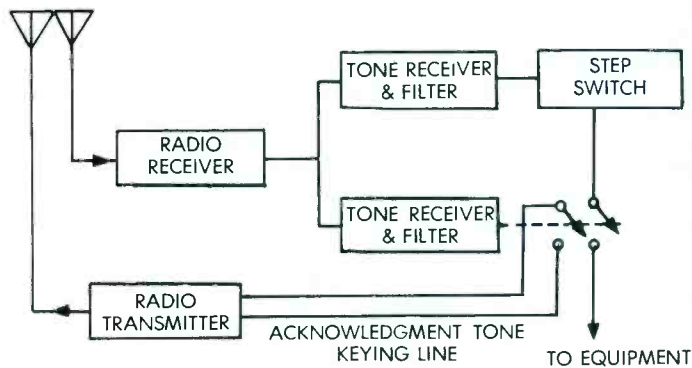 TONE RECEIVER
& FILTER
STEP
SWITCH
RADIO
RECEIVER
TONE RECEIVER
& FILTER
RADIO
TRANSMITTER
ACKNOWLEDGMENT TONE
KEYING LINE
TO EQUIPMENT